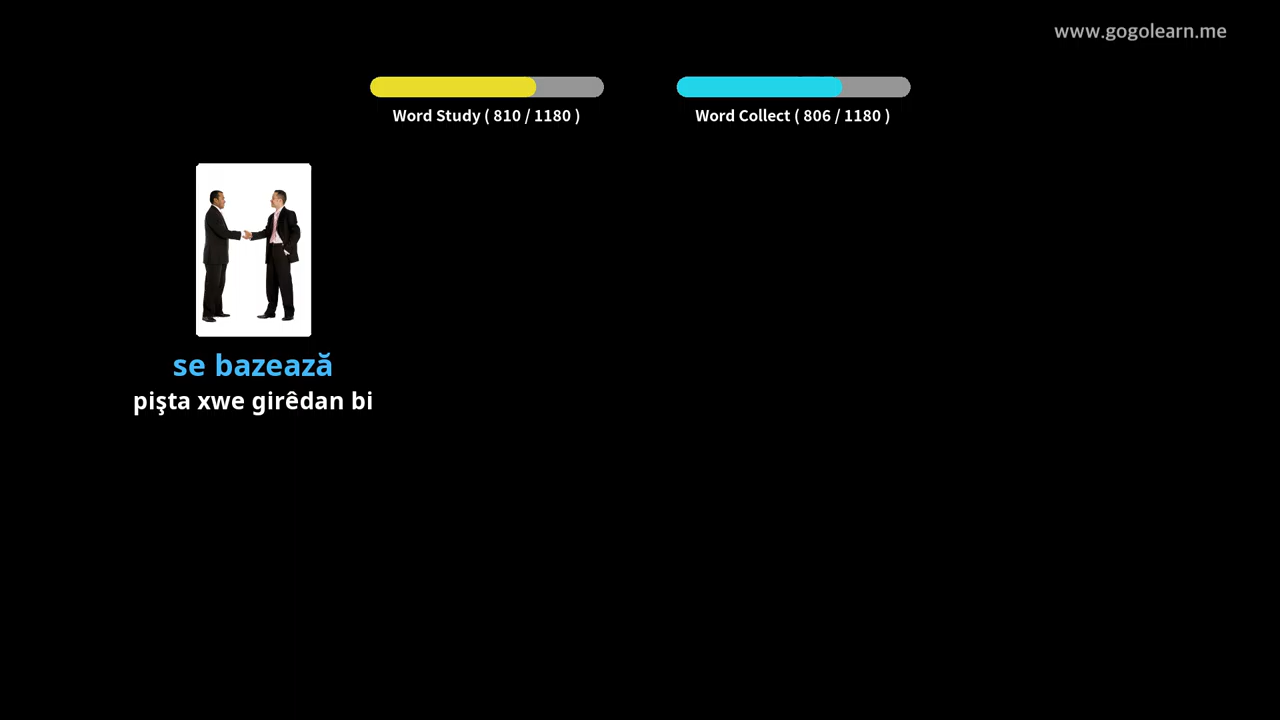 www.gogolearn.me
Word Study ( 810 / 1180 )
Word Collect ( 806 / 1180 )
se bazează
pişta xwe girêdan bi